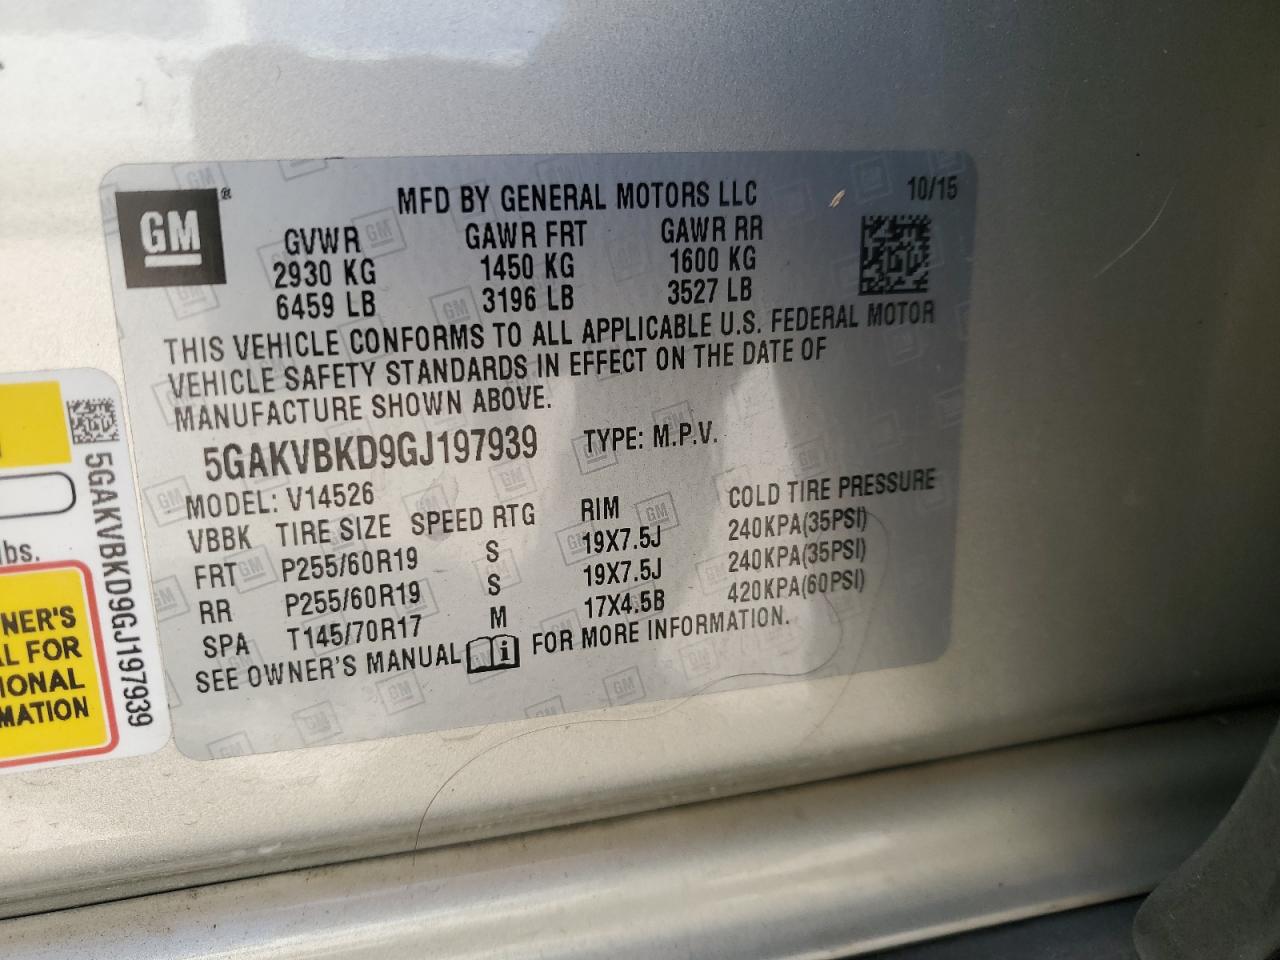 GM ®
MFD BY GENERAL MOTORS LLC 10/15
GVWR GAWR FRT GAWR RR
2930 KG 1450 KG 1600 KG
6459 LB 3196 LB 3527 LB
THIS VEHICLE CONFORMS TO ALL APPLICABLE U.S. FEDERAL MOTOR
VEHICLE SAFETY STANDARDS IN EFFECT ON THE DATE OF
MANUFACTURE SHOWN ABOVE.
5GAKVBKD9GJ197939 TYPE: M.P.V.
MODEL: V14526
VBBK TIRE SIZE SPEED RTG RIM COLD TIRE PRESSURE
FRT P255/60R19 S 19X7.5J 240KPA(35PSI)
RR P255/60R19 S 19X7.5J 240KPA(35PSI)
SPA T145/70R17 M 17X4.5B 420KPA(60PSI)
SEE OWNER'S MANUAL i FOR MORE INFORMATION.
5GAKVBKD9GJ197939
lbs.
NER'S
AL FOR
IONAL
MATION